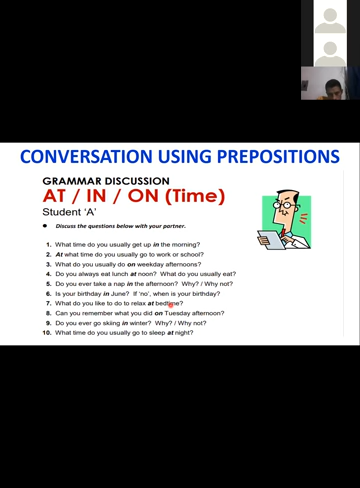 CONVERSATION USING PREPOSITIONS
GRAMMAR DISCUSSION
AT / IN / ON (Time)
Student 'A'
● Discuss the questions below with your partner.
1. What time do you usually get up in the morning?
2. At what time do you usually go to work or school?
3. What do you usually do on weekday afternoons?
4. Do you always eat lunch at noon? What do you usually eat?
5. Do you ever take a nap in the afternoon? Why? / Why not?
6. Is your birthday in June? If 'no', when is your birthday?
7. What do you like to do to relax at bedtime?
8. Can you remember what you did on Tuesday afternoon?
9. Do you ever go skiing in winter? Why? / Why not?
10. What time do you usually go to sleep at night?